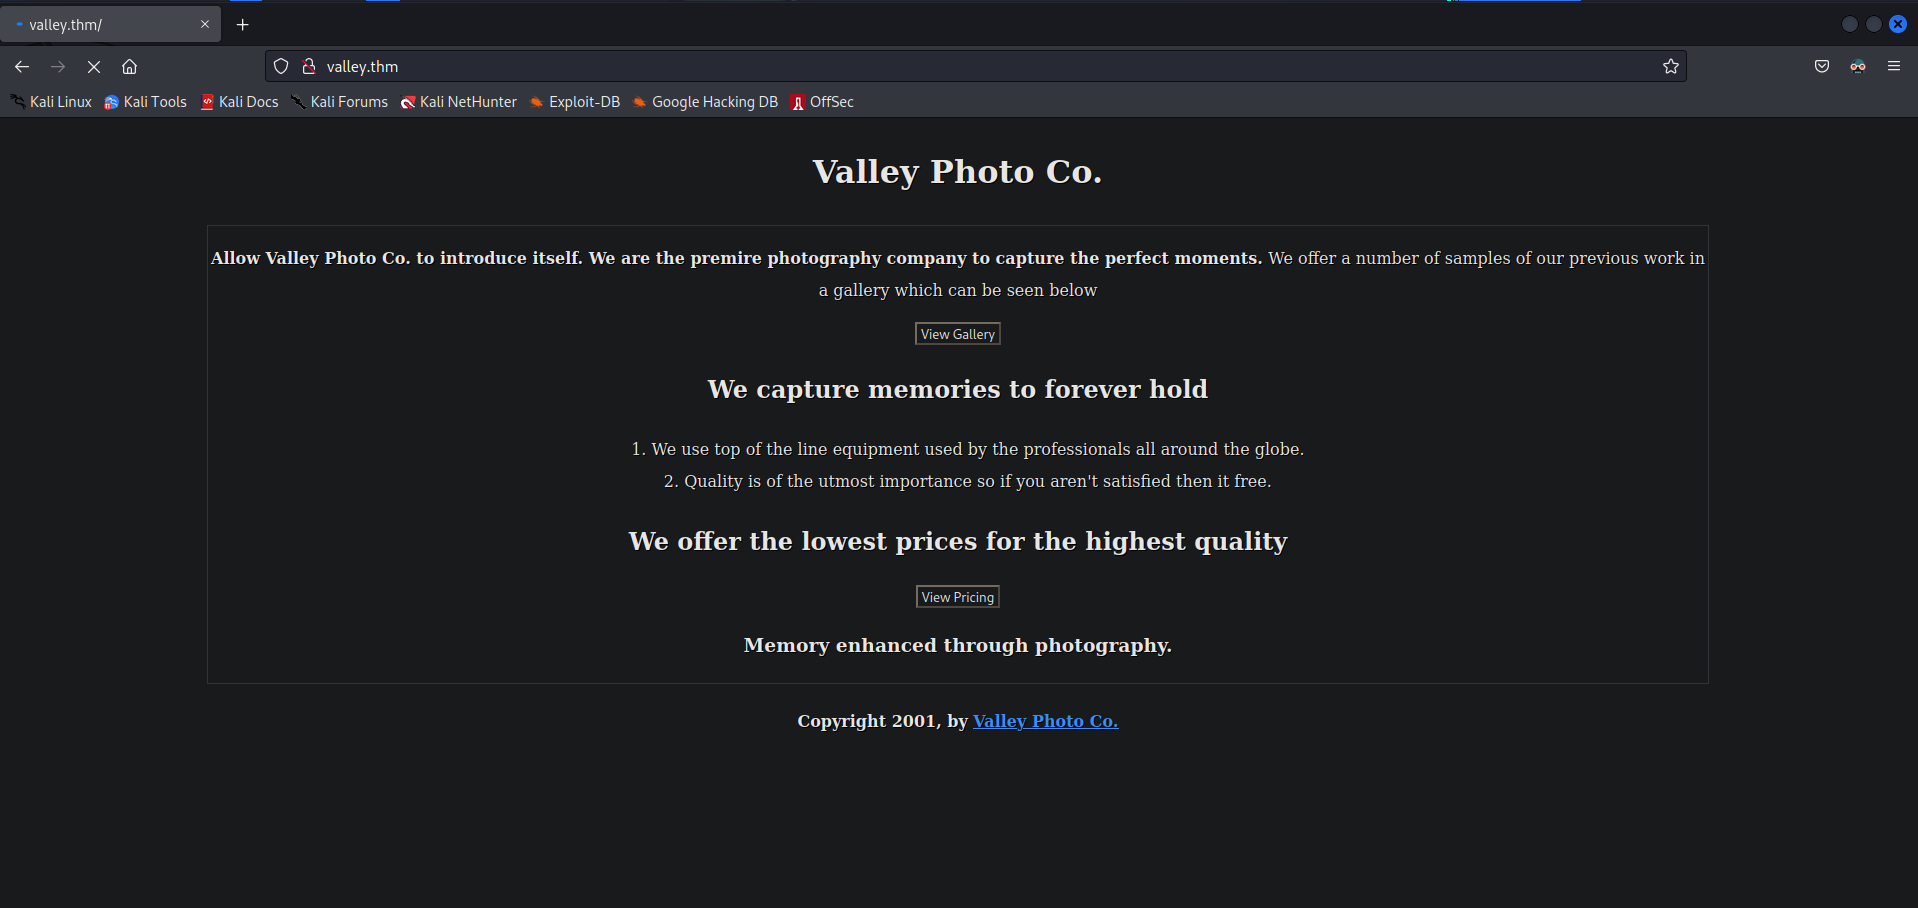 valley.thm/
valley.thm
Kali Linux Kali Tools Kali Docs Kali Forums Kali NetHunter Exploit-DB Google Hacking DB OffSec
Valley Photo Co.
Allow Valley Photo Co. to introduce itself. We are the premire photography company to capture the perfect moments. We offer a number of samples of our previous work in
a gallery which can be seen below
View Gallery
We capture memories to forever hold
1. We use top of the line equipment used by the professionals all around the globe.
2. Quality is of the utmost importance so if you aren't satisfied then it free.
We offer the lowest prices for the highest quality
View Pricing
Memory enhanced through photography.
Copyright 2001, by Valley Photo Co.